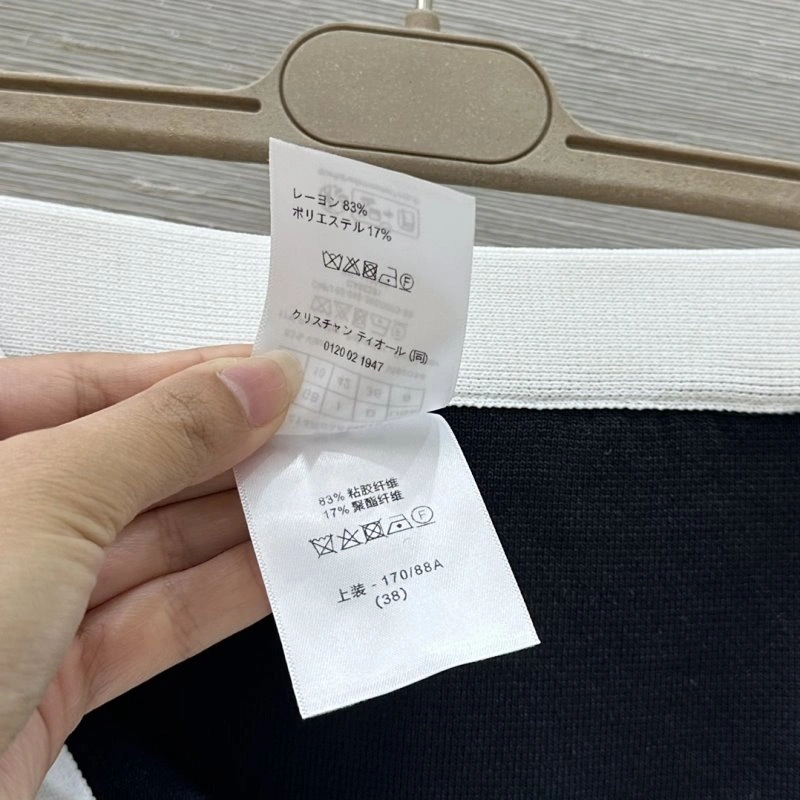 レーヨン 83%
ポリエステル 17%
F
クリスチャン ディオール (同)
0120 02 1947
83% 粘胶纤维
17% 聚酯纤维
F
上装 - 170/88A
(38)